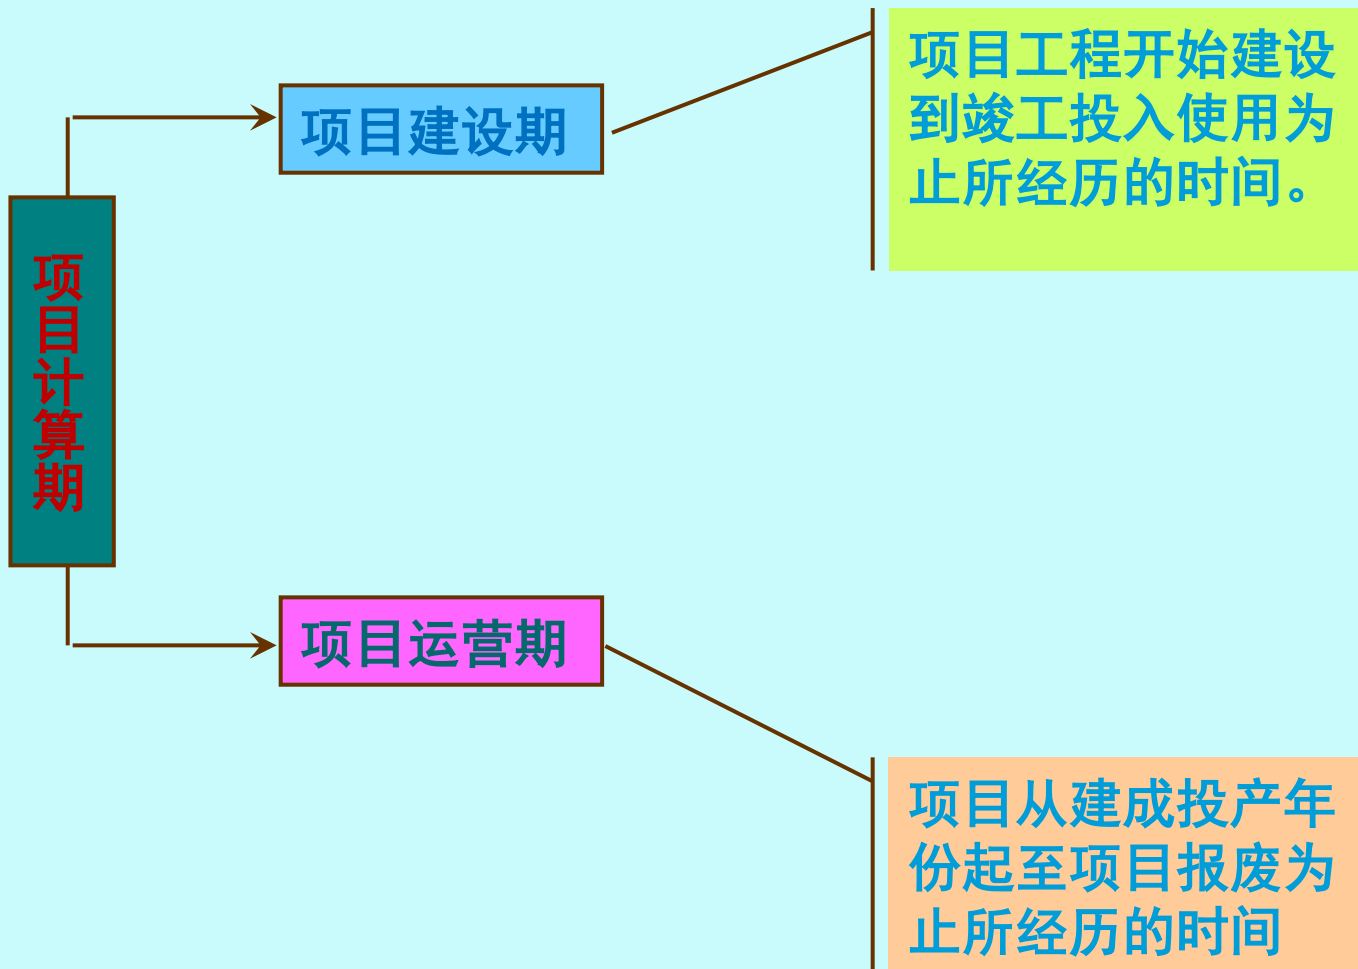 项目计算期
项目建设期
项目工程开始建设
到竣工投入使用为
止所经历的时间。
项目运营期
项目从建成投产年
份起至项目报废为
止所经历的时间